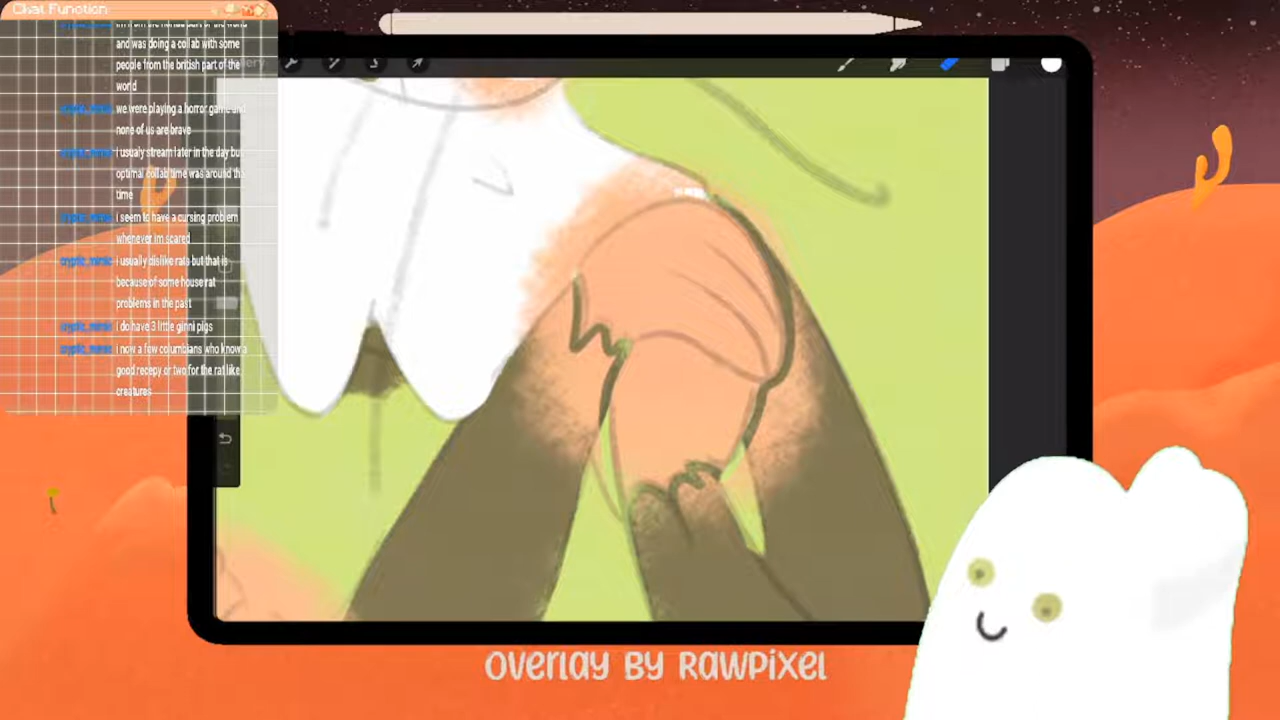 Chat Function
and was doing a collab with some
people from the british part of the
world
we were playing a horror game and
none of us are brave
i usualy stream later in the day but
optimal collab time was around tha
time
i seem to have a cursing problem
whenever im scared
i usually dislike rats but that is
because of some house rat
problems in the past
i do have 3 little ginni pigs
i now a few columbians who know a
good recepy or two for the rat like
creatures
OVERLAY BY RAWPIXEL